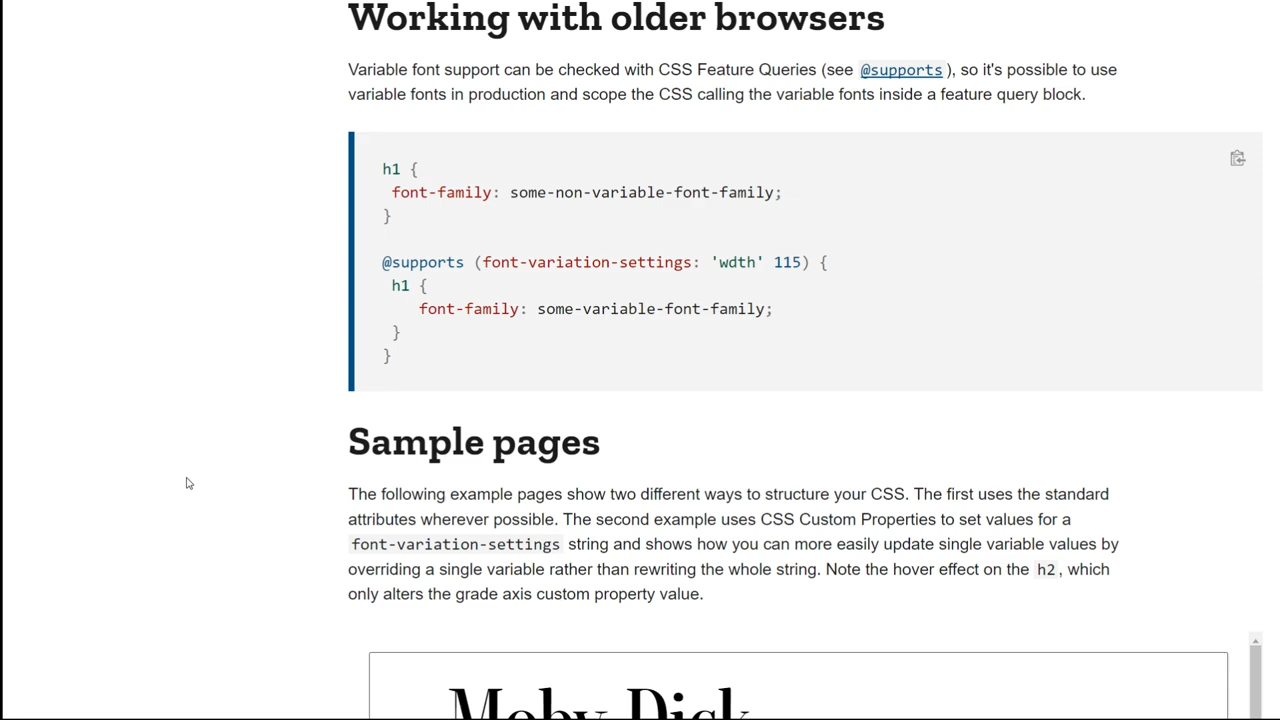 Working with older browsers
Variable font support can be checked with CSS Feature Queries (see @supports), so it's possible to use
variable fonts in production and scope the CSS calling the variable fonts inside a feature query block.
h1 {
 font-family: some-non-variable-font-family;
}
@supports (font-variation-settings: 'wdth' 115) {
 h1 {
    font-family: some-variable-font-family;
 }
}
Sample pages
The following example pages show two different ways to structure your CSS. The first uses the standard
attributes wherever possible. The second example uses CSS Custom Properties to set values for a
font-variation-settings string and shows how you can more easily update single variable values by
overriding a single variable rather than rewriting the whole string. Note the hover effect on the h2, which
only alters the grade axis custom property value.
Moby Dick